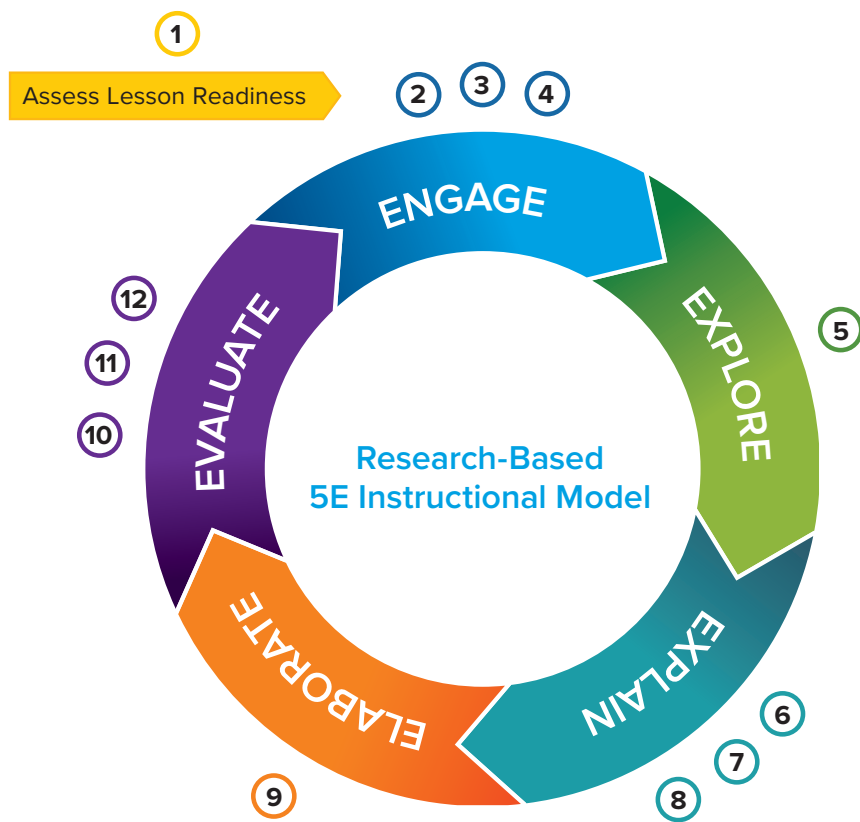 1
Assess Lesson Readiness
2
3
4
ENGAGE
EXPLORE
5
EXPLAIN
6
7
8
ELABORATE
9
EVALUATE
10
11
12
Research-Based
5E Instructional Model